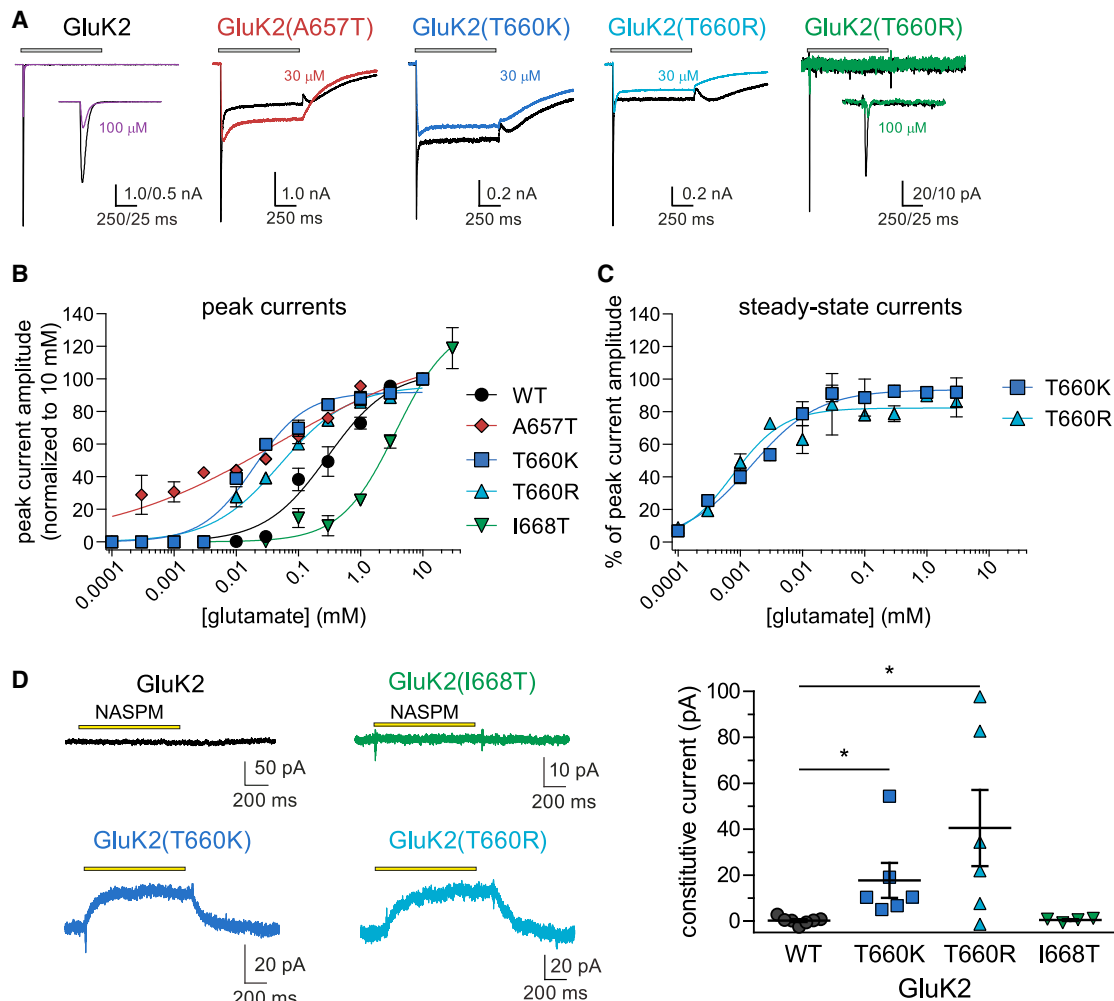 A
GluK2
GluK2(A657T)
GluK2(T660K)
GluK2(T660R)
GluK2(T660R)
30 µM
30 µM
30 µM
100 µM
100 µM
1.0/0.5 nA
250/25 ms
1.0 nA
250 ms
0.2 nA
250 ms
0.2 nA
250 ms
20/10 pA
250/25 ms
B
peak currents
peak current amplitude
(normalized to 10 mM)
140
120
100
80
60
40
20
0
0.0001
0.001
0.01
0.1
1.0
10
[glutamate] (mM)
WT
A657T
T660K
T660R
I668T
C
steady-state currents
% of peak current amplitude
140
120
100
80
60
40
20
0
0.0001
0.001
0.01
0.1
1.0
10
[glutamate] (mM)
T660K
T660R
D
GluK2
NASPM
50 pA
200 ms
GluK2(I668T)
NASPM
10 pA
200 ms
GluK2(T660K)
20 pA
200 ms
GluK2(T660R)
20 pA
200 ms
constitutive current (pA)
100
80
60
40
20
0
*
*
WT
T660K
T660R
I668T
GluK2